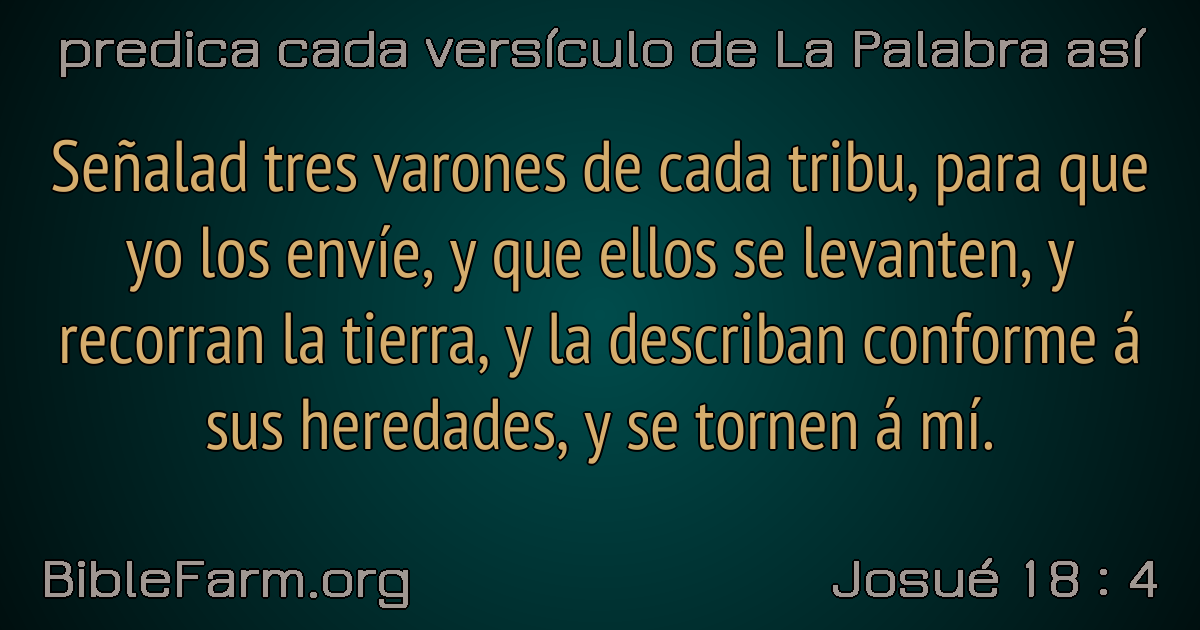 predica cada versículo de La Palabra así
Señalad tres varones de cada tribu, para que
yo los envíe, y que ellos se levanten, y
recorran la tierra, y la describan conforme á
sus heredades, y se tornen á mí.
BibleFarm.org
Josué 18 : 4